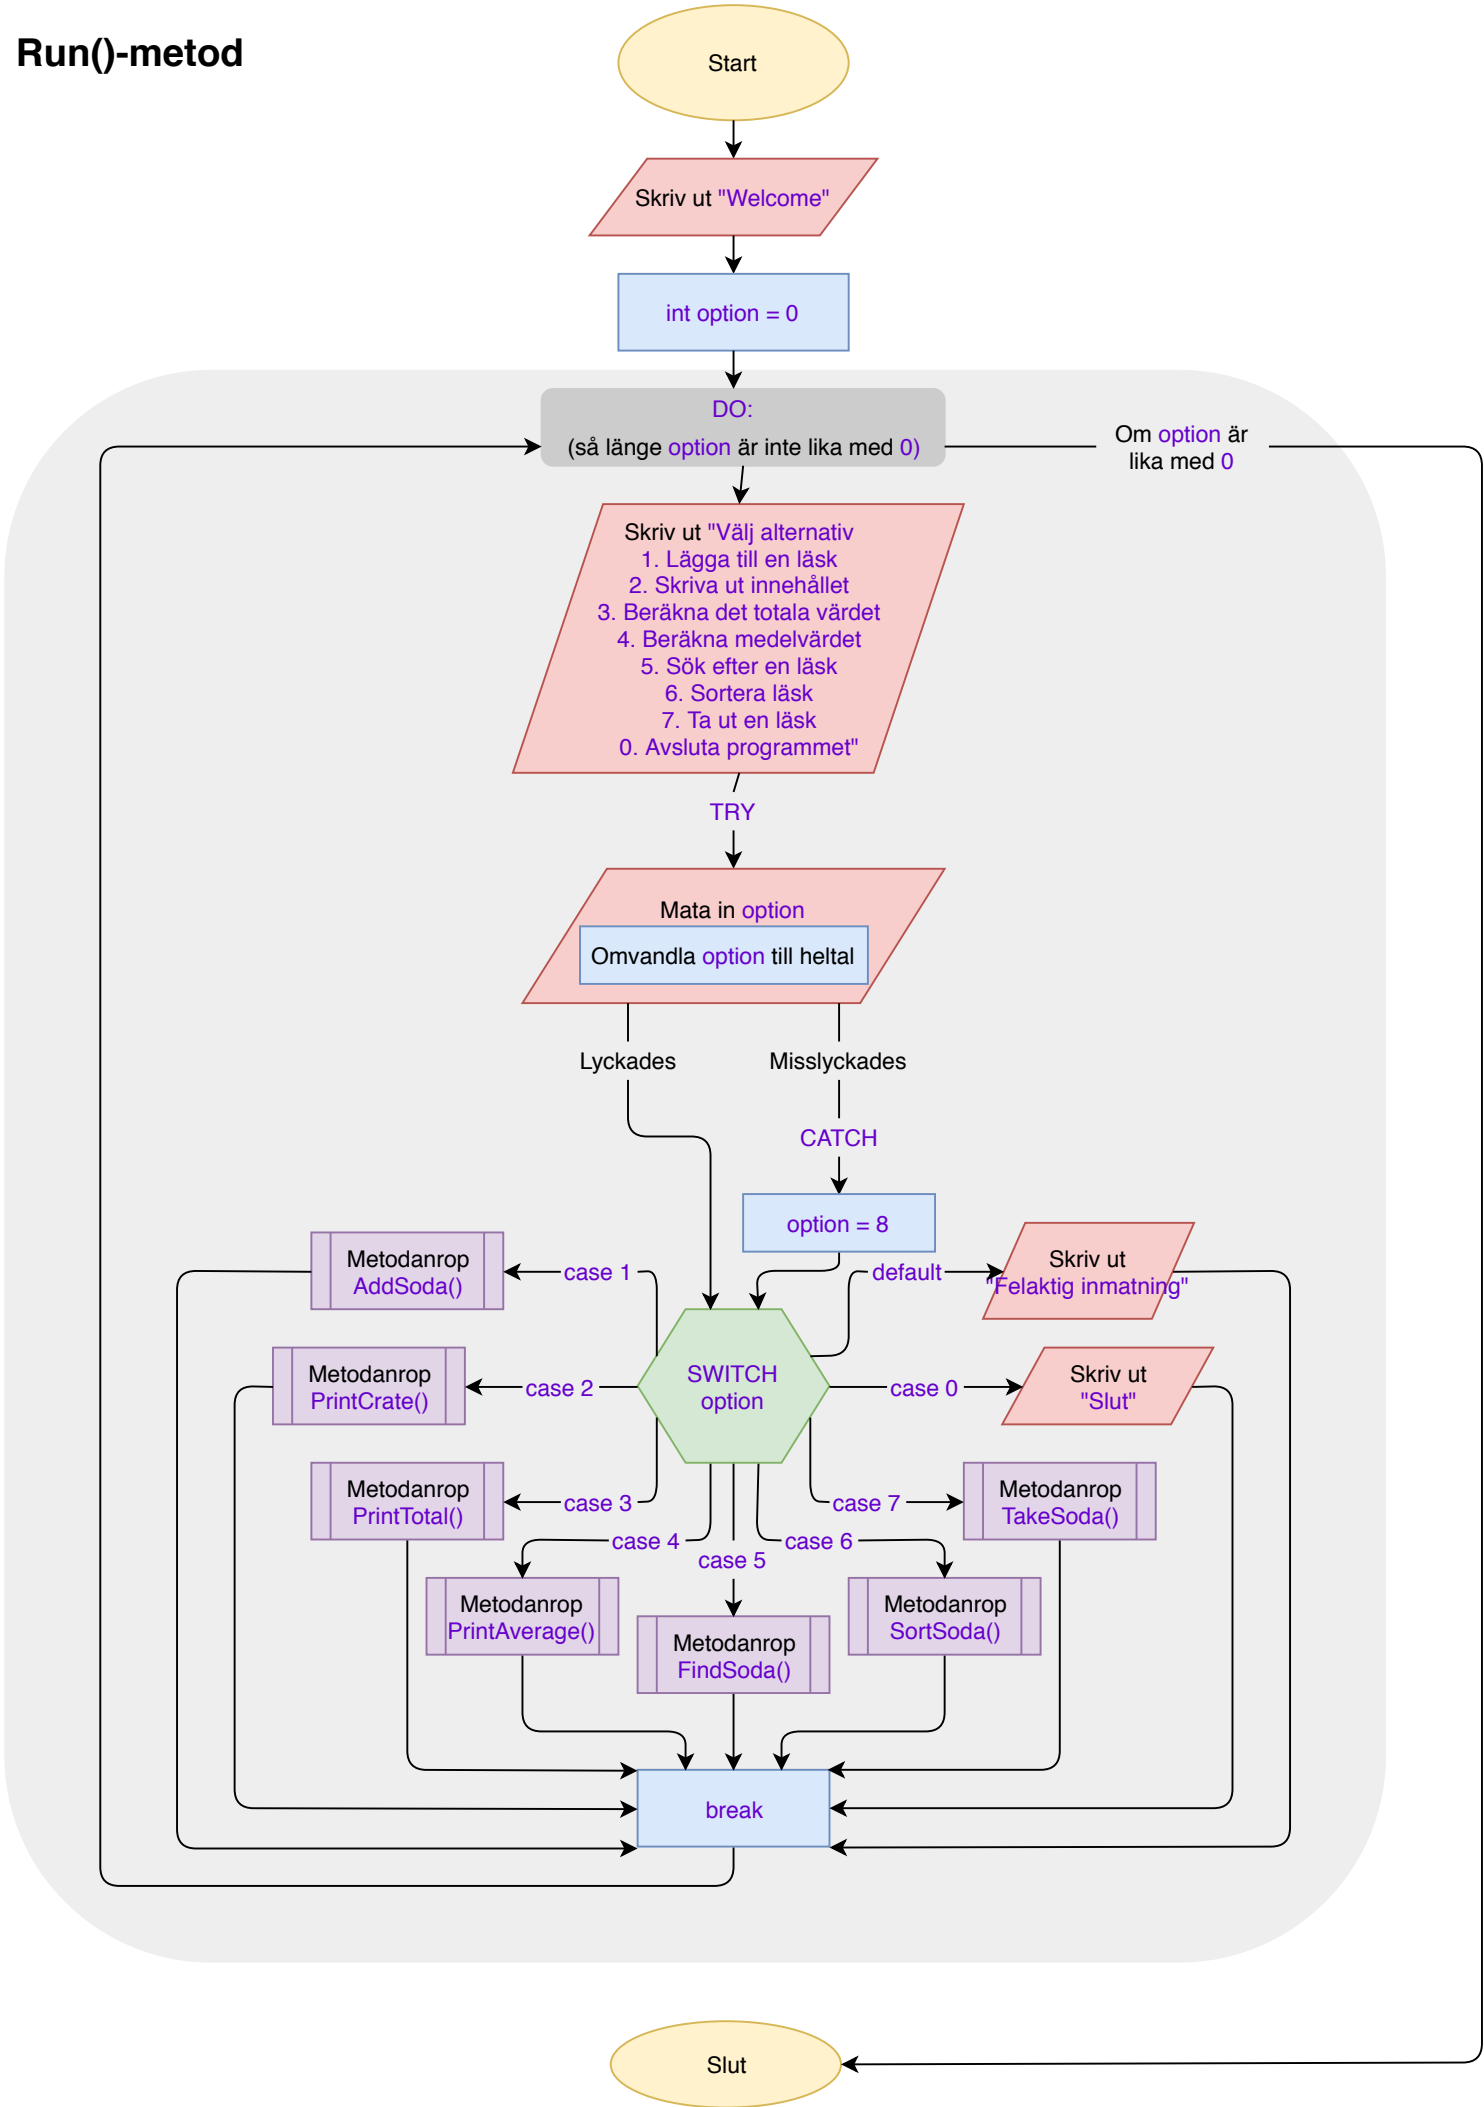 Run()-metod
Start
Skriv ut "Welcome"
int option = 0
DO:
(så länge option är inte lika med 0)
Om option är
lika med 0
Skriv ut "Välj alternativ
1. Lägga till en läsk
2. Skriva ut innehållet
3. Beräkna det totala värdet
4. Beräkna medelvärdet
5. Sök efter en läsk
6. Sortera läsk
7. Ta ut en läsk
0. Avsluta programmet"
TRY
Mata in option
Omvandla option till heltal
Lyckades
Misslyckades
CATCH
option = 8
Metodanrop
AddSoda()
case 1
default
Skriv ut
"Felaktig inmatning"
Metodanrop
PrintCrate()
case 2
SWITCH
option
case 0
Skriv ut
"Slut"
Metodanrop
PrintTotal()
case 3
case 7
Metodanrop
TakeSoda()
case 4
case 5
case 6
Metodanrop
PrintAverage()
Metodanrop
FindSoda()
Metodanrop
SortSoda()
break
Slut